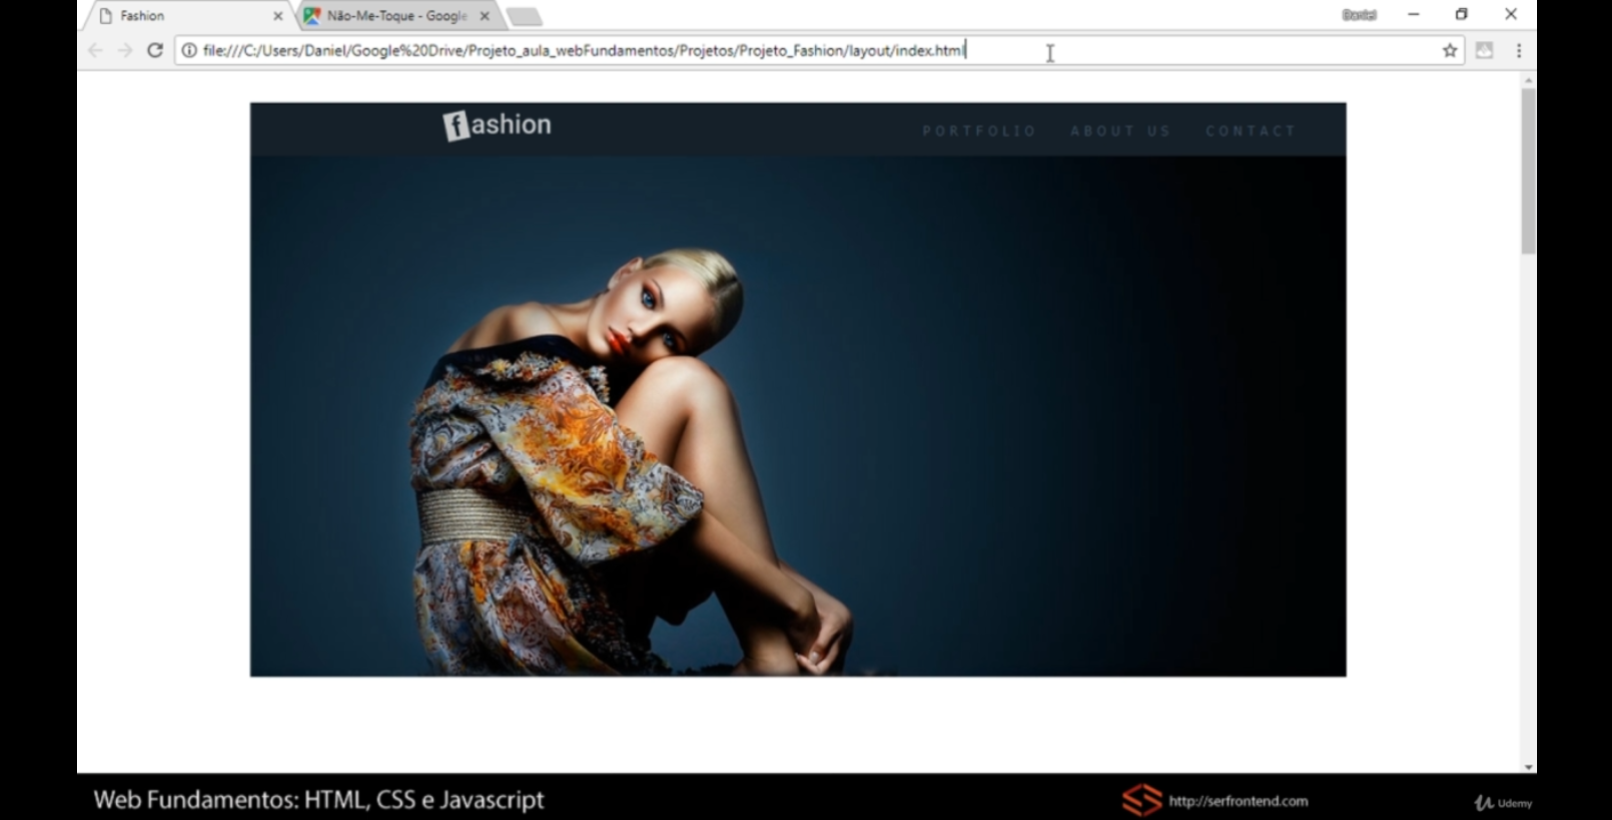 Fashion
Não-Me-Toque - Google
Daniel
file:///C:/Users/Daniel/Google%20Drive/Projeto_aula_webFundamentos/Projetos/Projeto_Fashion/layout/index.html
fashion
PORTFOLIO ABOUT US CONTACT
Web Fundamentos: HTML, CSS e Javascript
http://serfrontend.com
Udemy